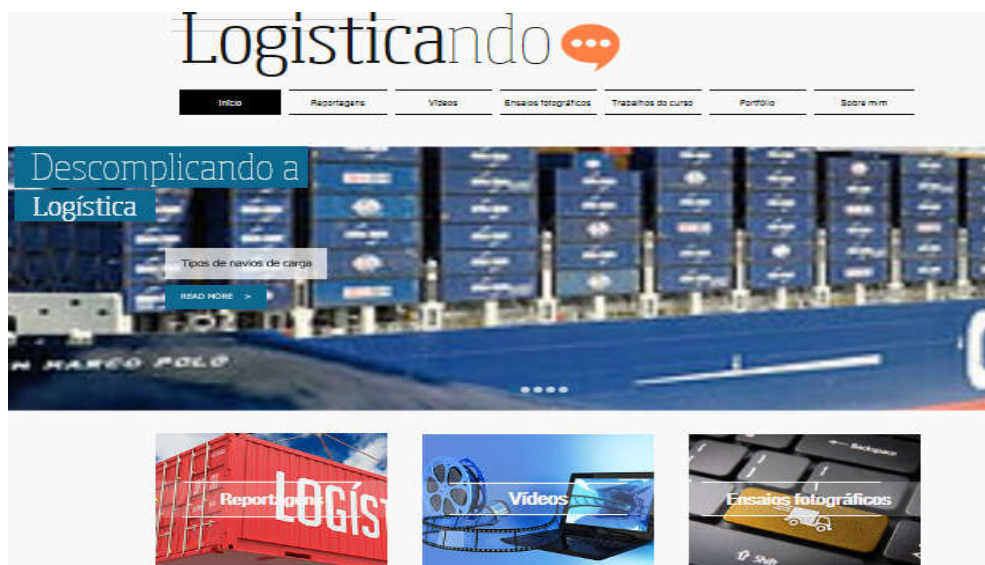 Logisticando
Início Reportagens Vídeos Ensaios fotográficos Trabalhos do curso Portfólio Sobre mim
Descomplicando a
Logística
Tipos de navios de carga
READ MORE >
MARCO POLO
Reportagens Vídeos Ensaios fotográficos
LOGÍS
Backspace
Shift